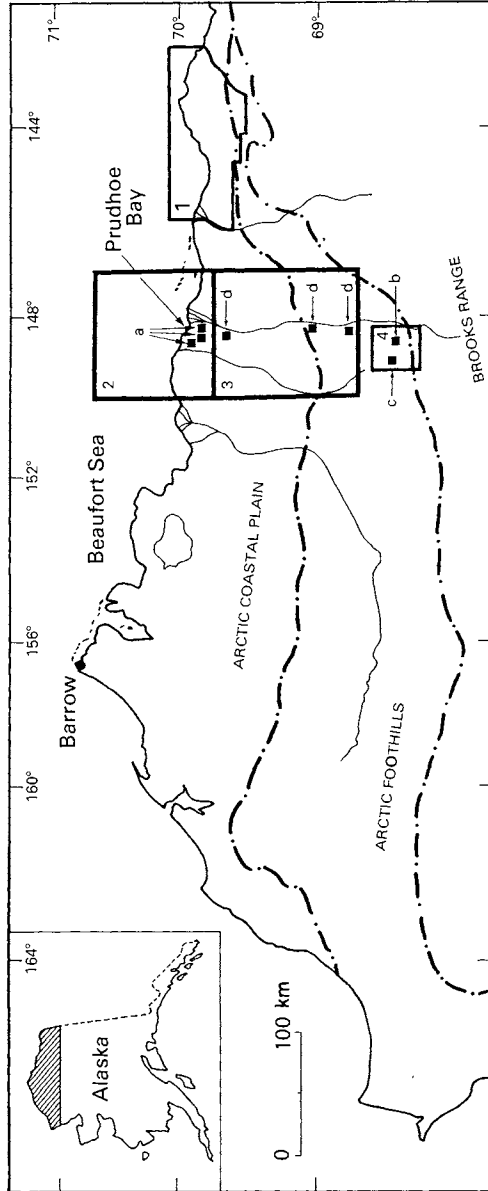 164°
160°
156°
152°
148°
144°
71°
70°
69°
Alaska
0 100 km
Barrow
Beaufort Sea
Prudhoe
Bay
1
2
3
4
a
d
d
d
b
c
ARCTIC COASTAL PLAIN
ARCTIC FOOTHILLS
BROOKS RANGE